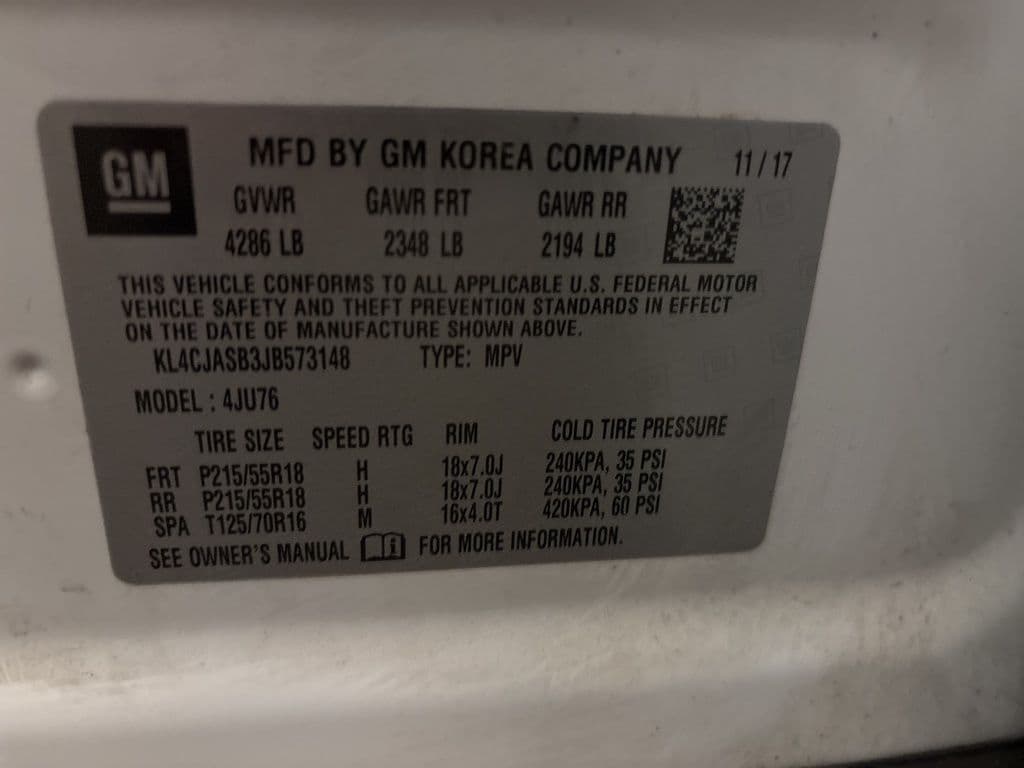 GM
MFD BY GM KOREA COMPANY 11/17
GVWR GAWR FRT GAWR RR
4286 LB 2348 LB 2194 LB
THIS VEHICLE CONFORMS TO ALL APPLICABLE U.S. FEDERAL MOTOR
VEHICLE SAFETY AND THEFT PREVENTION STANDARDS IN EFFECT
ON THE DATE OF MANUFACTURE SHOWN ABOVE.
KL4CJASB3JB573148 TYPE: MPV
MODEL : 4JU76
TIRE SIZE SPEED RTG RIM COLD TIRE PRESSURE
FRT P215/55R18 H 18x7.0J 240KPA, 35 PSI
RR P215/55R18 H 18x7.0J 240KPA, 35 PSI
SPA T125/70R16 M 16x4.0T 420KPA, 60 PSI
SEE OWNER'S MANUAL FOR MORE INFORMATION.